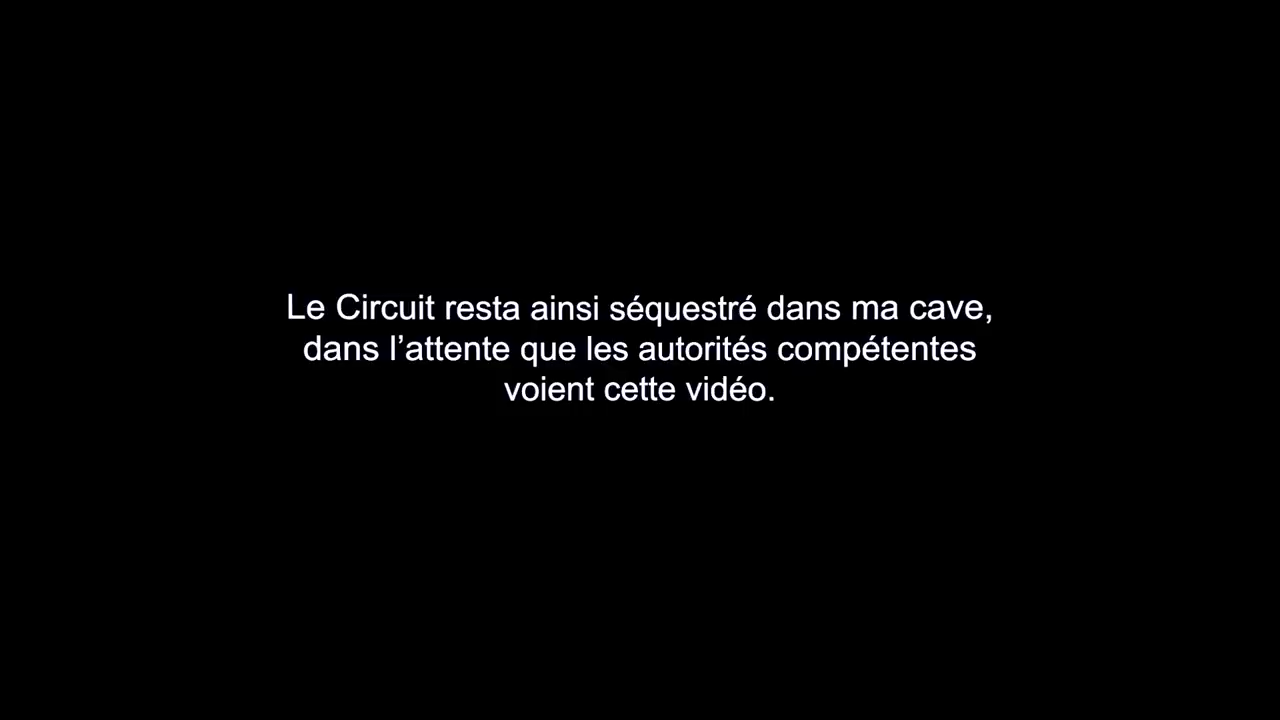 Le Circuit resta ainsi séquestré dans ma cave,
dans l’attente que les autorités compétentes
voient cette vidéo.